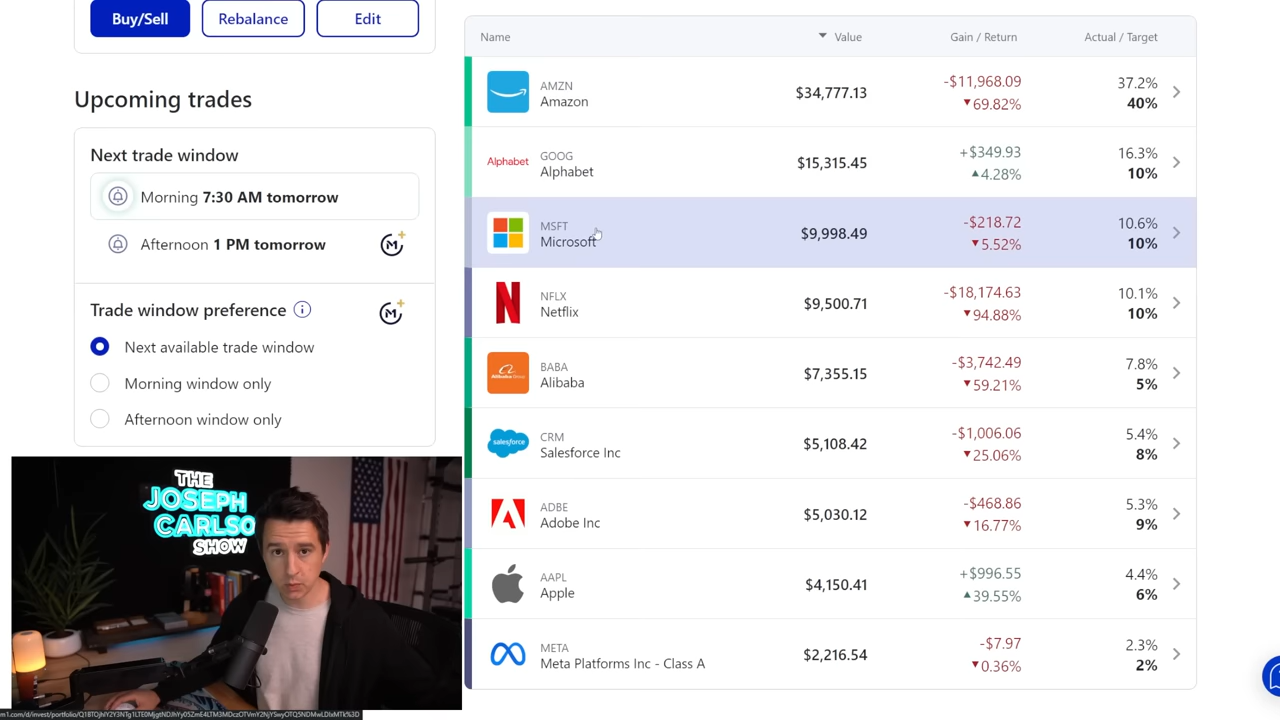 Buy/Sell
Rebalance
Edit
Upcoming trades
Next trade window
Morning 7:30 AM tomorrow
Afternoon 1 PM tomorrow
Trade window preference
Next available trade window
Morning window only
Afternoon window only
THE
JOSEPH
CARLSO
SHOW
Name Value Gain / Return Actual / Target
AMZN
Amazon
$34,777.13
-$11,968.09
69.82%
37.2%
40%
Alphabet
GOOG
Alphabet
$15,315.45
+$349.93
4.28%
16.3%
10%
MSFT
Microsoft
$9,998.49
-$218.72
5.52%
10.6%
10%
NFLX
Netflix
$9,500.71
-$18,174.63
94.88%
10.1%
10%
BABA
Alibaba
$7,355.15
-$3,742.49
59.21%
7.8%
5%
salesforce
CRM
Salesforce Inc
$5,108.42
-$1,006.06
25.06%
5.4%
8%
ADBE
Adobe Inc
$5,030.12
-$468.86
16.77%
5.3%
9%
AAPL
Apple
$4,150.41
+$996.55
39.55%
4.4%
6%
META
Meta Platforms Inc - Class A
$2,216.54
-$7.97
0.36%
2.3%
2%